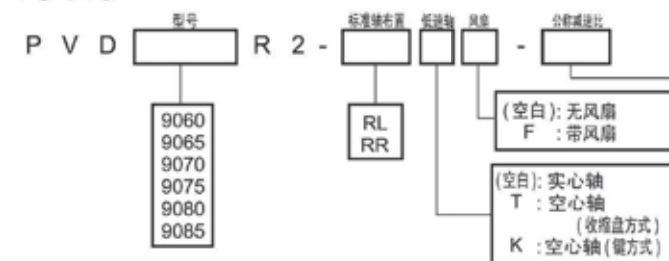 型号 标准轴布置 低速轴 风扇 公称减速比
P V D R 2 - -
9060
9065
9070
9075
9080
9085
RL
RR
(空白): 无风扇
F : 带风扇
(空白): 实心轴
T : 空心轴
(收缩盘方式)
K : 空心轴(键方式)